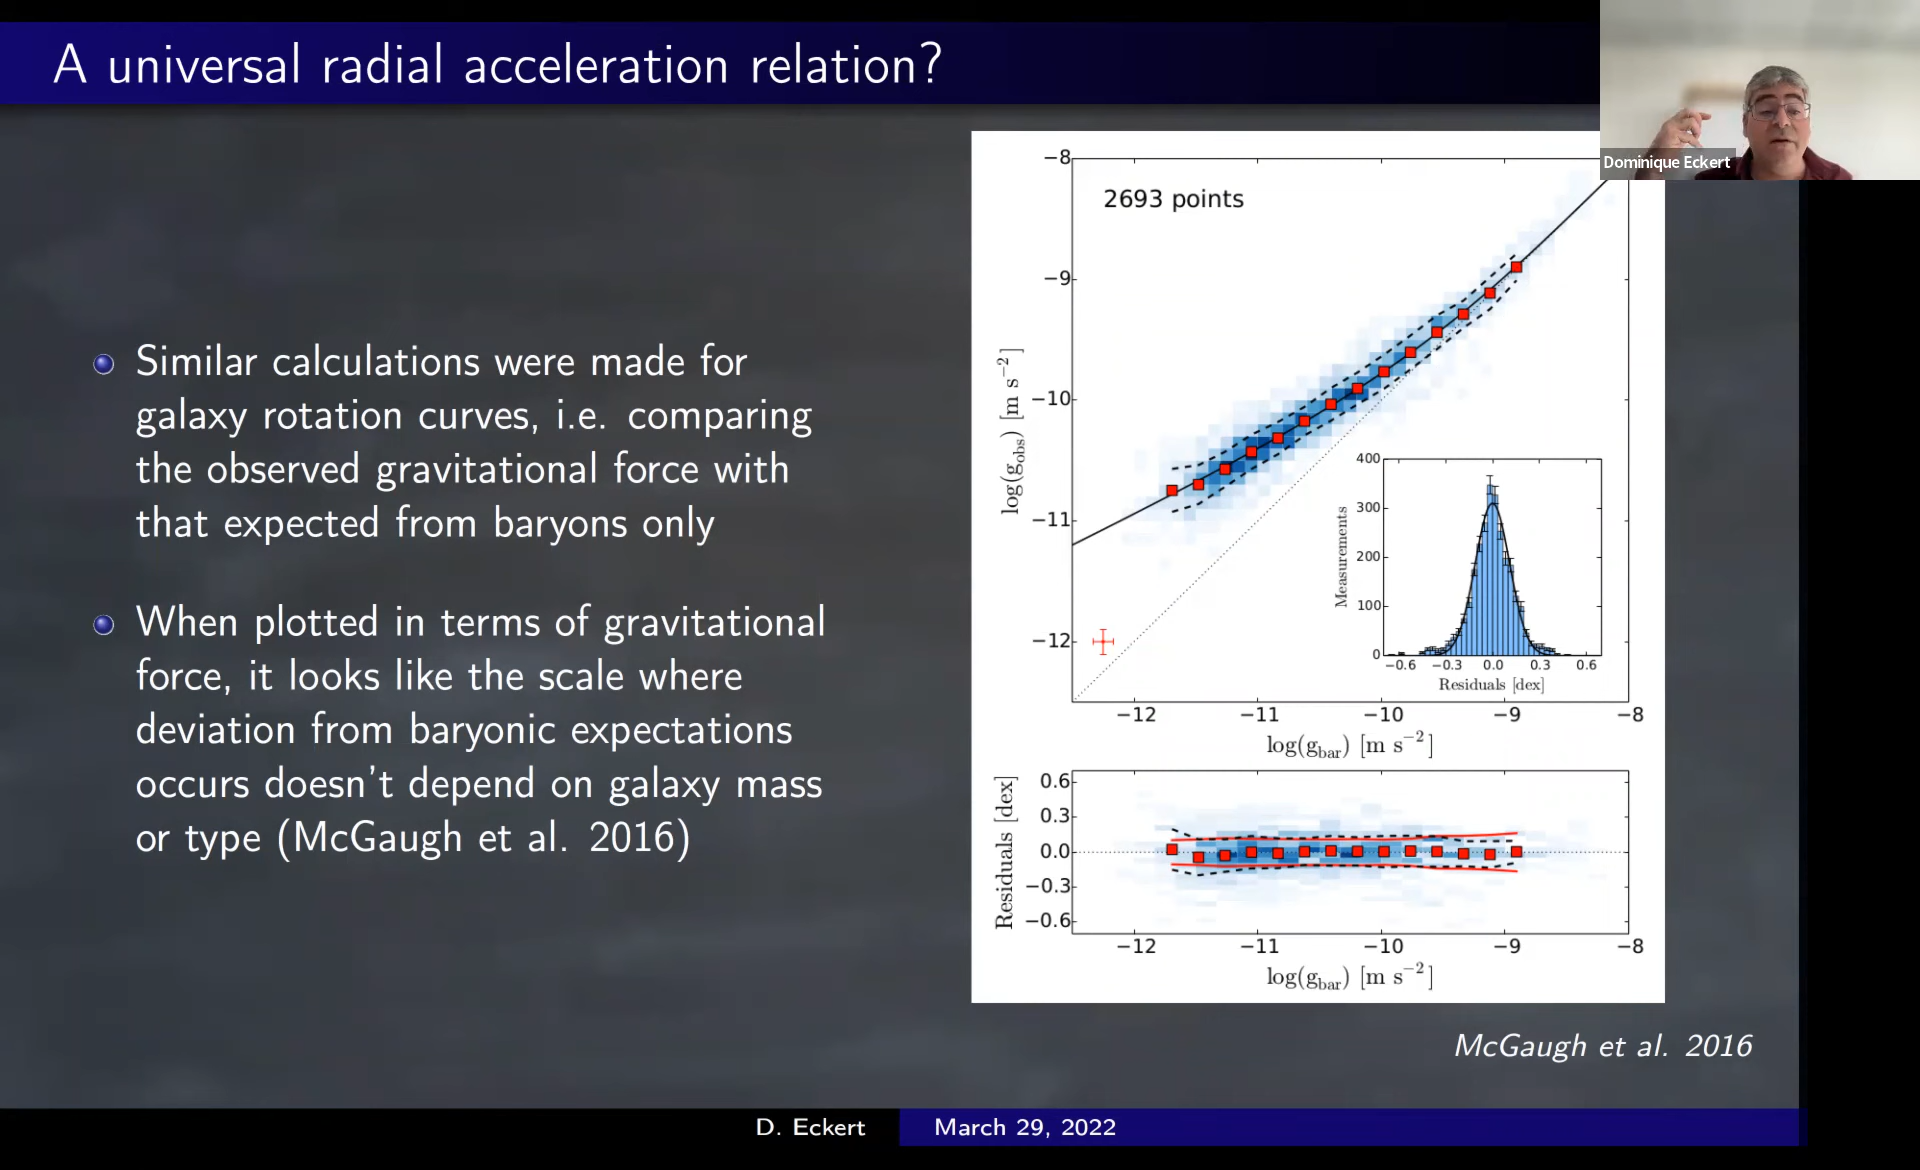 A universal radial acceleration relation?
Dominique Eckert
Similar calculations were made for
galaxy rotation curves, i.e. comparing
the observed gravitational force with
that expected from baryons only
When plotted in terms of gravitational
force, it looks like the scale where
deviation from baryonic expectations
occurs doesn't depend on galaxy mass
or type (McGaugh et al. 2016)
2693 points
−8
−9
−10
−11
−12
log(g_obs) [m s⁻²]
−12 −11 −10 −9 −8
log(g_bar) [m s⁻²]
400
300
200
100
0
Measurements
−0.6 −0.3 0.0 0.3 0.6
Residuals [dex]
0.6
0.3
0.0
−0.3
−0.6
Residuals [dex]
−12 −11 −10 −9 −8
log(g_bar) [m s⁻²]
McGaugh et al. 2016
D. Eckert March 29, 2022